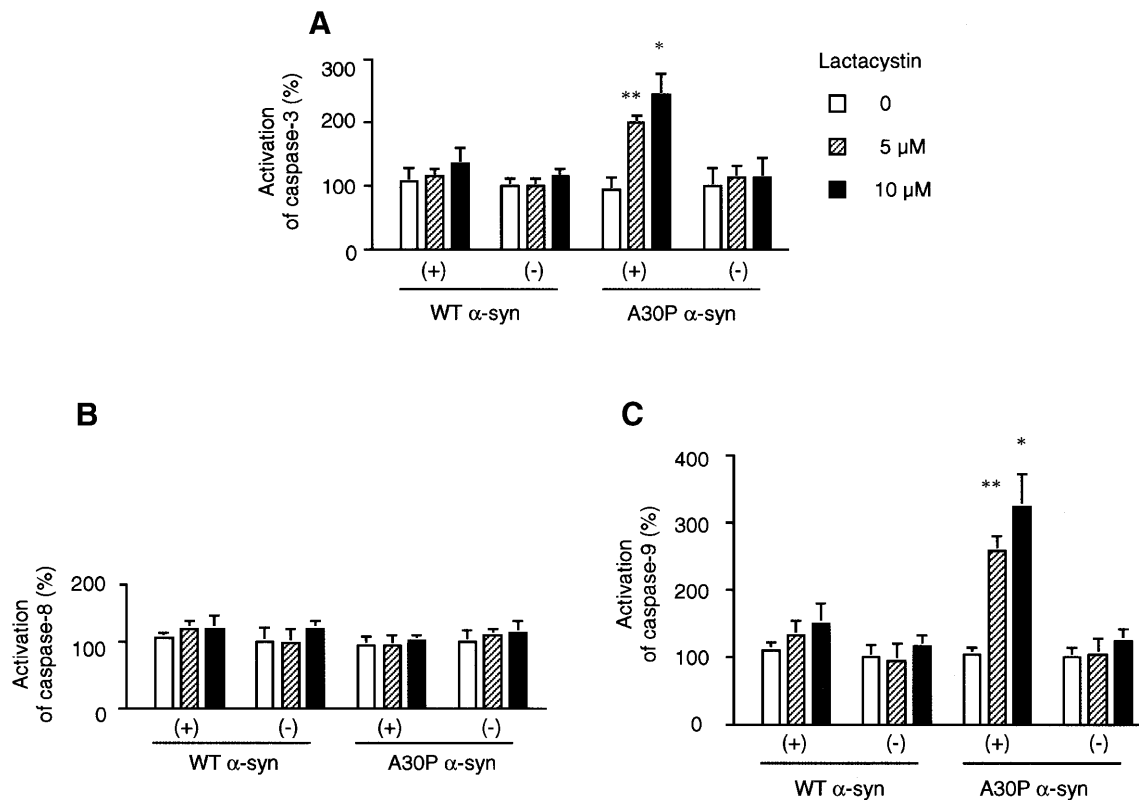 A
Activation
of caspase-3 (%)
300
200
100
0
*
**
(+) (-) (+) (-)
WT α-syn A30P α-syn
Lactacystin
0
5 µM
10 µM
B
Activation
of caspase-8 (%)
200
100
0
(+) (-) (+) (-)
WT α-syn A30P α-syn
C
Activation
of caspase-9 (%)
400
300
200
100
0
*
**
(+) (-) (+) (-)
WT α-syn A30P α-syn